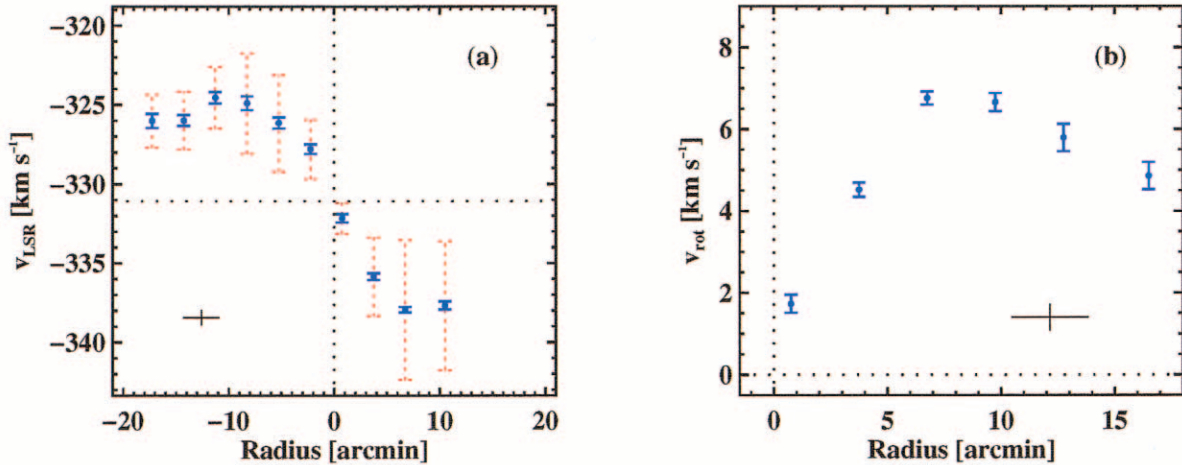 (a)
−320
−325
−330
−335
−340
v_LSR [km s⁻¹]
−20 −10 0 10 20
Radius [arcmin]
(b)
8
6
4
2
0
v_rot [km s⁻¹]
0 5 10 15
Radius [arcmin]